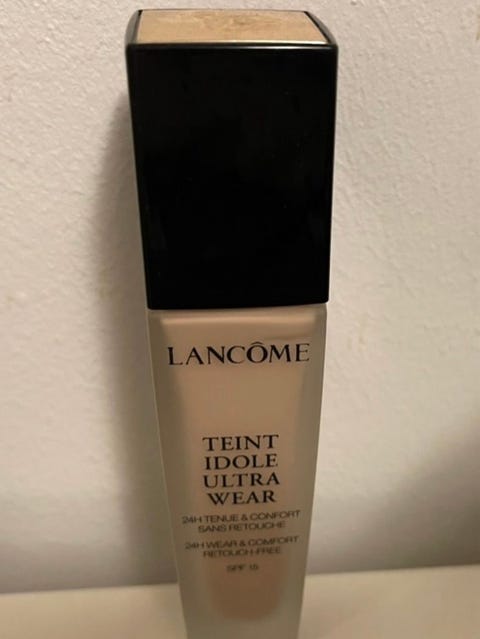 LANCÔME
TEINT
IDOLE
ULTRA
WEAR
24H TENUE & CONFORT
SANS RETOUCHE
24H WEAR & COMFORT
RETOUCH-FREE
SPF 15